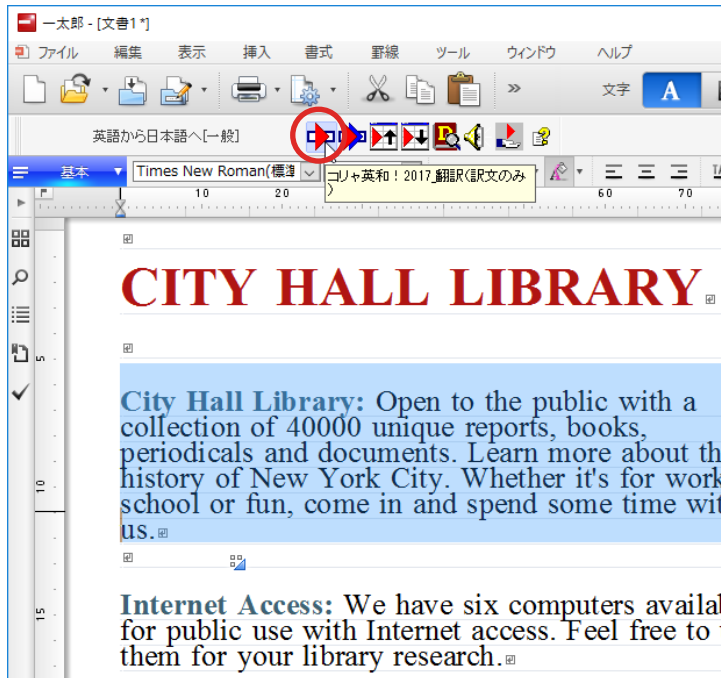 一太郎 - [文書1 *]
ファイル 編集 表示 挿入 書式 罫線 ツール ウィンドウ ヘルプ
文字 A
英語から日本語へ[一般]
基本 Times New Roman(標準
コリャ英和！2017_翻訳(訳文のみ
)
10 20 60 70
CITY HALL LIBRARY
5
City Hall Library: Open to the public with a
collection of 40000 unique reports, books,
periodicals and documents. Learn more about th
history of New York City. Whether it's for work
10
school or fun, come in and spend some time wit
us.
Internet Access: We have six computers availab
15
for public use with Internet access. Feel free to
them for your library research.